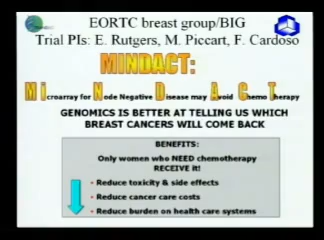 EORTC breast group/BIG
Trial PIs: E. Rutgers, M. Piccart, F. Cardoso
MINDACT:
Microarray for Node Negative Disease may Avoid Chemo Therapy
GENOMICS IS BETTER AT TELLING US WHICH
BREAST CANCERS WILL COME BACK
BENEFITS:
Only women who NEED chemotherapy
RECEIVE it!
• Reduce toxicity & side effects
• Reduce cancer care costs
• Reduce burden on health care systems